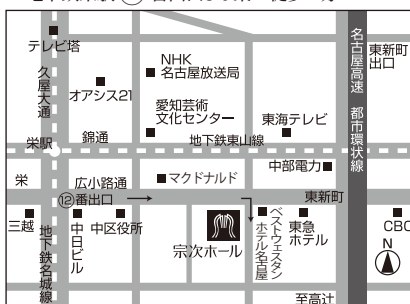 テレビ塔
久屋大通
NHK
名古屋放送局
オアシス21
愛知芸術
文化センター
東海テレビ
名古屋高速 都市環状線
東新町
出口
錦通
地下鉄東山線
栄駅
中部電力
栄
広小路通
マクドナルド
東新町
⑫番出口
三越
地下鉄名城線
中日ビル
中区役所
宗次ホール
ベストウェスタン
ホテル名古屋
東急
ホテル
CBC
N
至高辻